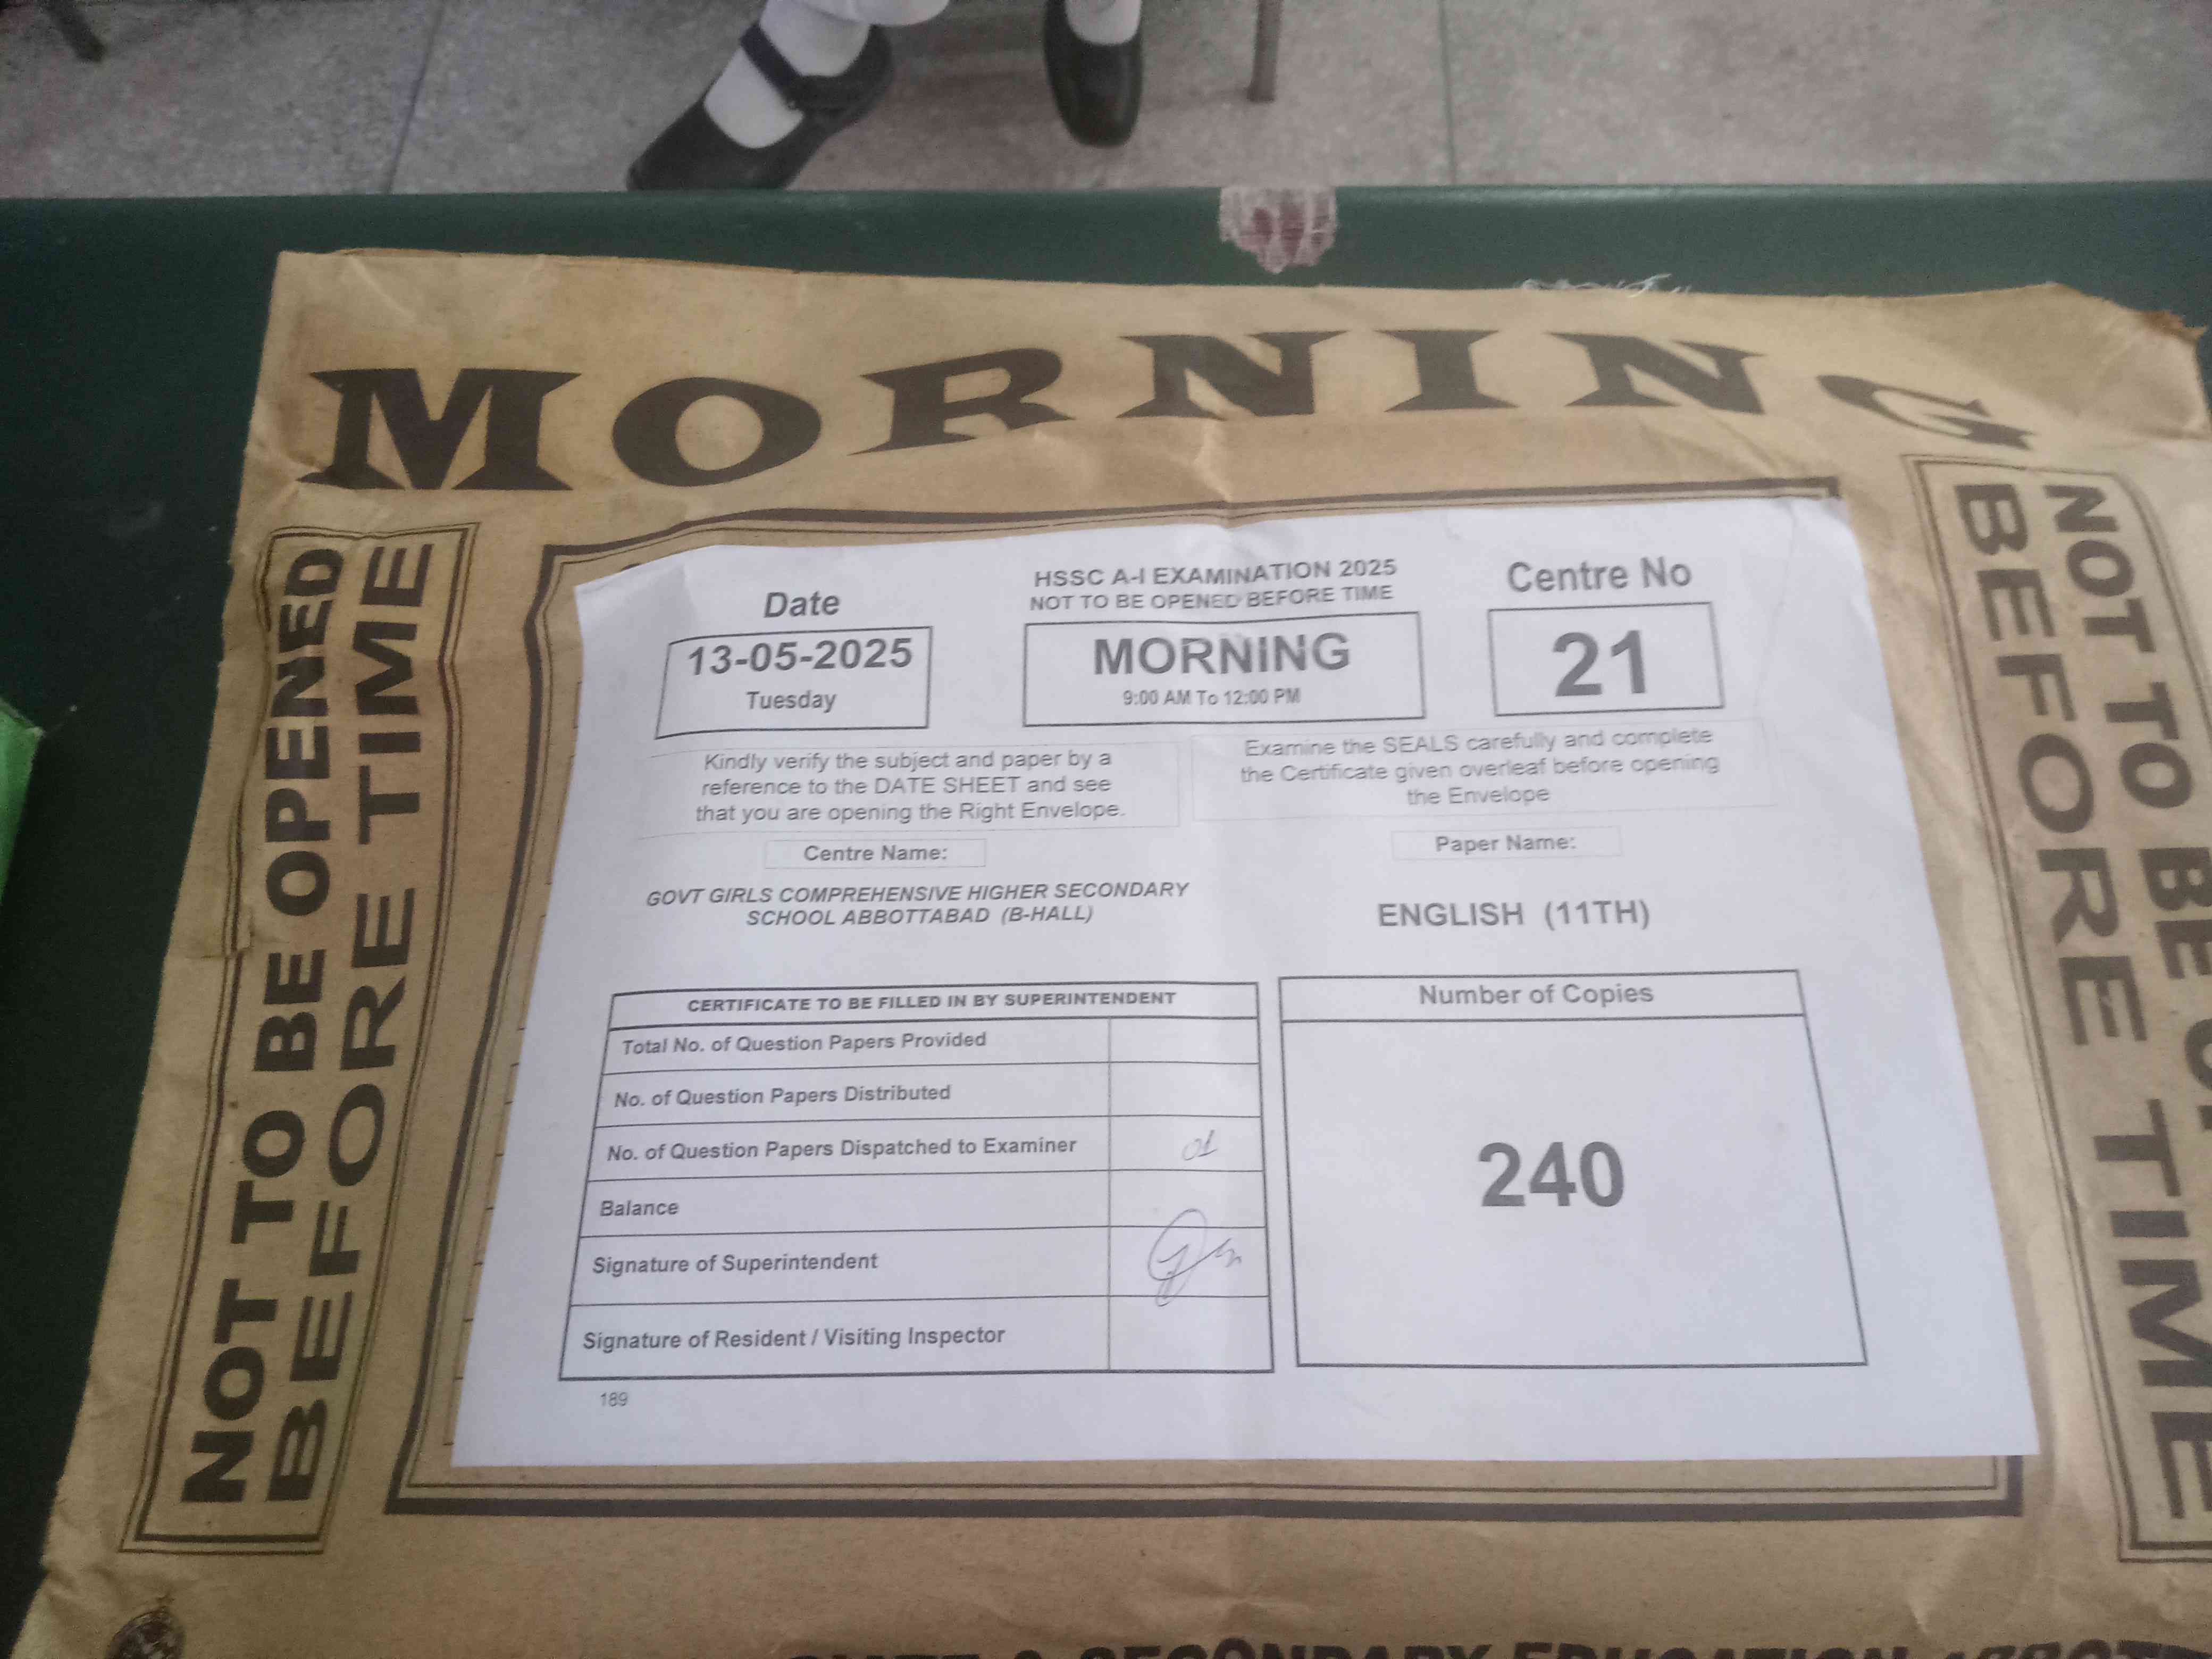 MORNING
NOT TO BE OPENED
BEFORE TIME
HSSC A-I EXAMINATION 2025
NOT TO BE OPENED BEFORE TIME
Date
13-05-2025
Tuesday
MORNING
9:00 AM To 12:00 PM
Centre No
21
Kindly verify the subject and paper by a
reference to the DATE SHEET and see
that you are opening the Right Envelope.
Examine the SEALS carefully and complete
the Certificate given overleaf before opening
the Envelope
Centre Name:
GOVT GIRLS COMPREHENSIVE HIGHER SECONDARY
SCHOOL ABBOTTABAD (B-HALL)
Paper Name:
ENGLISH (11TH)
CERTIFICATE TO BE FILLED IN BY SUPERINTENDENT
Total No. of Question Papers Provided
No. of Question Papers Distributed
No. of Question Papers Dispatched to Examiner 01
Balance
Signature of Superintendent
Signature of Resident / Visiting Inspector
Number of Copies
240
189
NOT TO BE
BEFORE TIME
SECONDARY EDUCATION